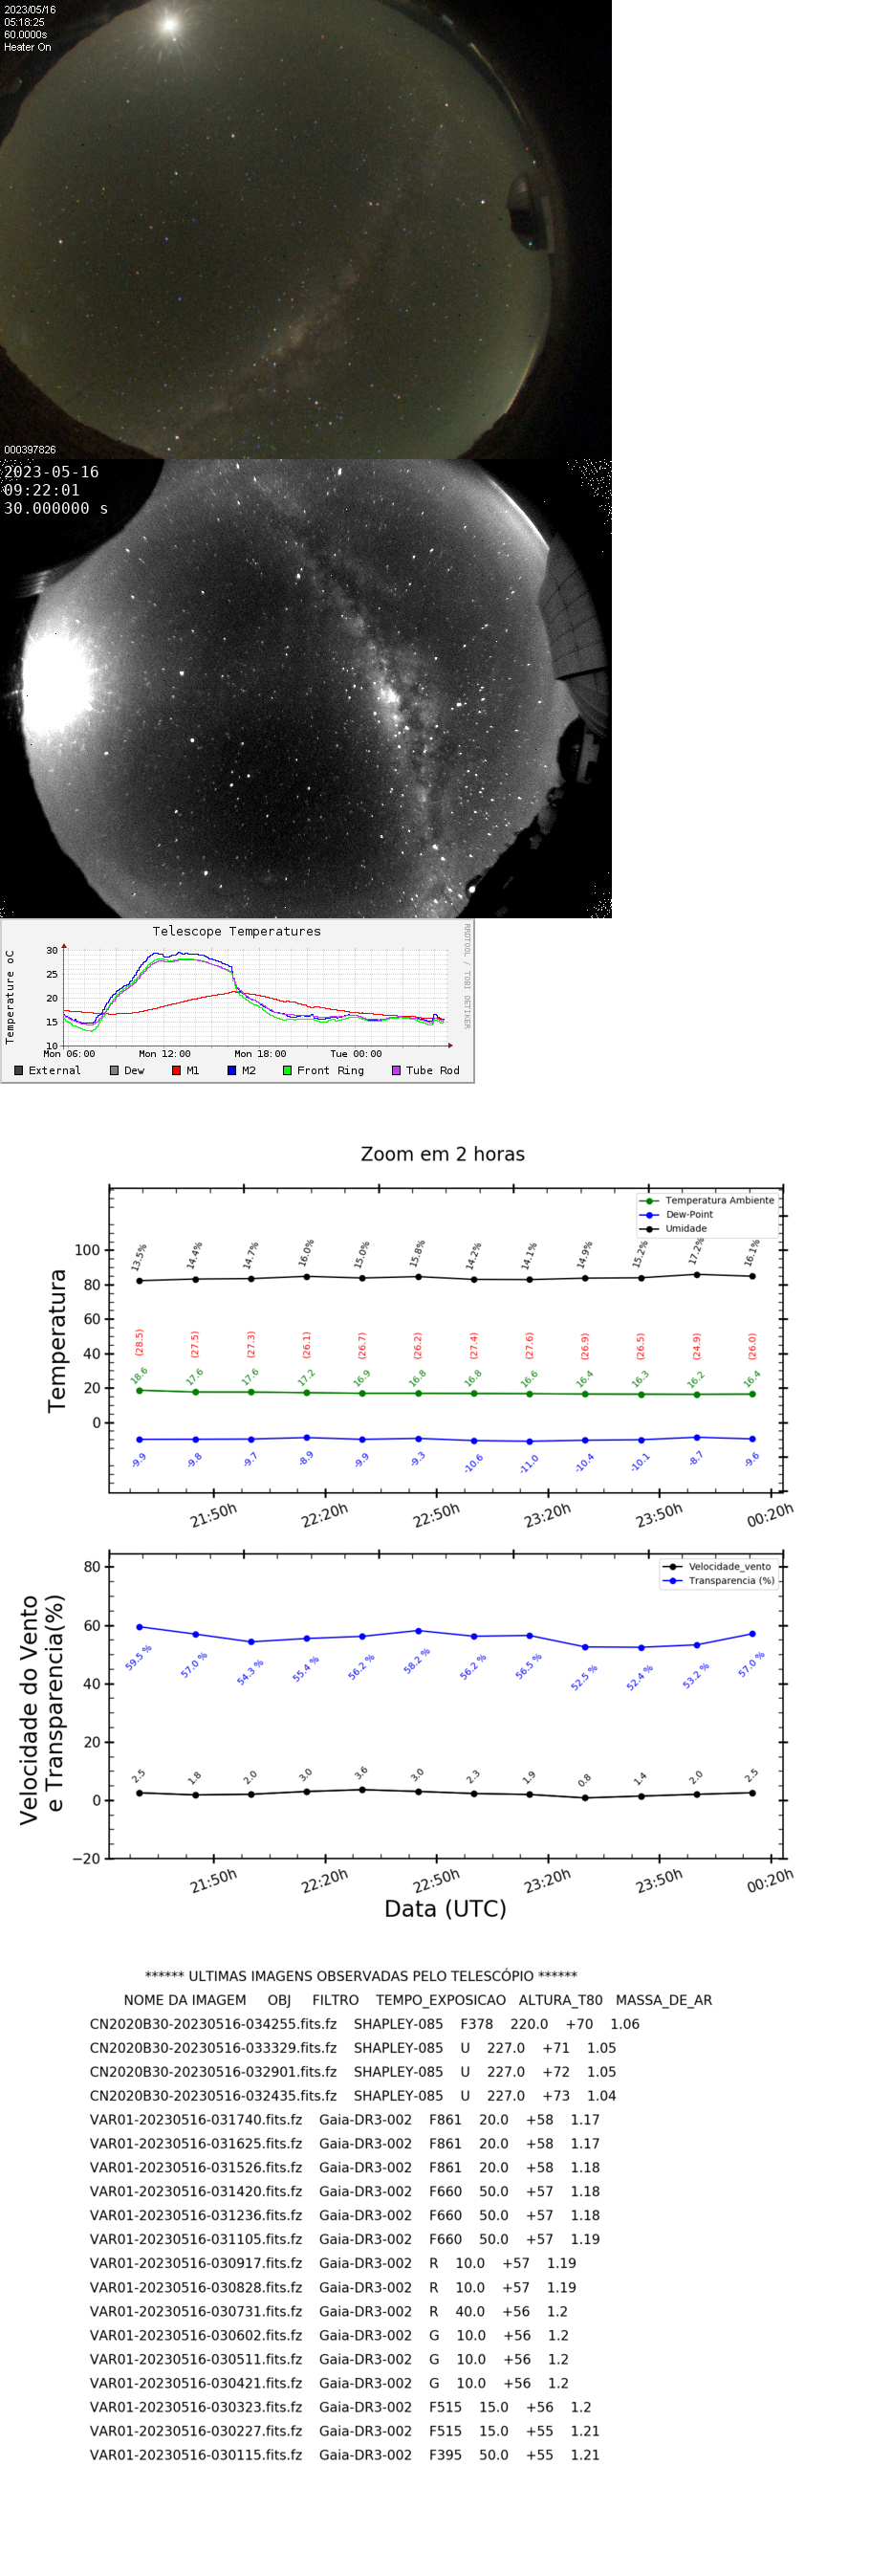 2023/05/16
05:18:25
60.0000s
Heater On
000397826
2023-05-16
09:22:01
30.000000 s
Telescope Temperatures
RRDTOOL / TOBI OETIKER
Temperature oC
30
25
20
15
10
Mon 06:00 Mon 12:00 Mon 18:00 Tue 00:00
External Dew M1 M2 Front Ring Tube Rod
Zoom em 2 horas
Temperatura Ambiente
Dew-Point
Umidade
Temperatura
100
80
60
40
20
0
13.5% 14.4% 14.7% 16.0% 15.0% 15.8% 14.2% 14.1% 14.9% 15.2% 17.2% 16.1%
(28.5) (27.5) (27.3) (26.1) (26.7) (26.2) (27.4) (27.6) (26.9) (26.5) (24.9) (26.0)
18.6 17.6 17.6 17.2 16.9 16.8 16.8 16.6 16.4 16.3 16.2 16.4
-9.9 -9.8 -9.7 -8.9 -9.9 -9.3 -10.6 -11.0 -10.4 -10.1 -8.7 -9.6
21:50h 22:20h 22:50h 23:20h 23:50h 00:20h
Velocidade_vento
Transparencia (%)
Velocidade do Vento
e Transparencia(%)
80
60
40
20
0
−20
59.5 % 57.0 % 54.3 % 55.4 % 56.2 % 58.2 % 56.2 % 56.5 % 52.5 % 52.4 % 53.2 % 57.0 %
2.5 1.8 2.0 3.0 3.6 3.0 2.3 1.9 0.8 1.4 2.0 2.5
21:50h 22:20h 22:50h 23:20h 23:50h 00:20h
Data (UTC)
****** ULTIMAS IMAGENS OBSERVADAS PELO TELESCÓPIO ******
NOME DA IMAGEM OBJ FILTRO TEMPO_EXPOSICAO ALTURA_T80 MASSA_DE_AR
CN2020B30-20230516-034255.fits.fz SHAPLEY-085 F378 220.0 +70 1.06
CN2020B30-20230516-033329.fits.fz SHAPLEY-085 U 227.0 +71 1.05
CN2020B30-20230516-032901.fits.fz SHAPLEY-085 U 227.0 +72 1.05
CN2020B30-20230516-032435.fits.fz SHAPLEY-085 U 227.0 +73 1.04
VAR01-20230516-031740.fits.fz Gaia-DR3-002 F861 20.0 +58 1.17
VAR01-20230516-031625.fits.fz Gaia-DR3-002 F861 20.0 +58 1.17
VAR01-20230516-031526.fits.fz Gaia-DR3-002 F861 20.0 +58 1.18
VAR01-20230516-031420.fits.fz Gaia-DR3-002 F660 50.0 +57 1.18
VAR01-20230516-031236.fits.fz Gaia-DR3-002 F660 50.0 +57 1.18
VAR01-20230516-031105.fits.fz Gaia-DR3-002 F660 50.0 +57 1.19
VAR01-20230516-030917.fits.fz Gaia-DR3-002 R 10.0 +57 1.19
VAR01-20230516-030828.fits.fz Gaia-DR3-002 R 10.0 +57 1.19
VAR01-20230516-030731.fits.fz Gaia-DR3-002 R 40.0 +56 1.2
VAR01-20230516-030602.fits.fz Gaia-DR3-002 G 10.0 +56 1.2
VAR01-20230516-030511.fits.fz Gaia-DR3-002 G 10.0 +56 1.2
VAR01-20230516-030421.fits.fz Gaia-DR3-002 G 10.0 +56 1.2
VAR01-20230516-030323.fits.fz Gaia-DR3-002 F515 15.0 +56 1.2
VAR01-20230516-030227.fits.fz Gaia-DR3-002 F515 15.0 +55 1.21
VAR01-20230516-030115.fits.fz Gaia-DR3-002 F395 50.0 +55 1.21